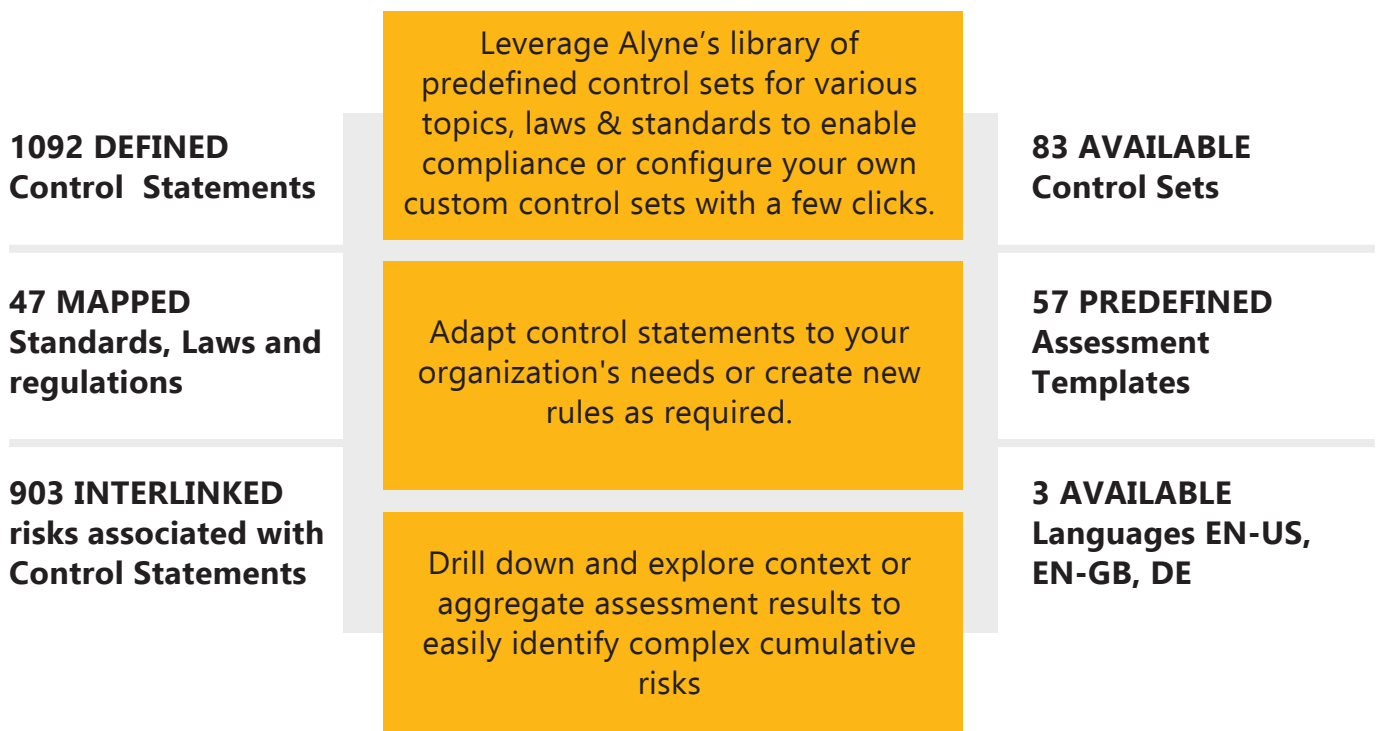 1092 DEFINED
Control Statements
47 MAPPED
Standards, Laws and
regulations
903 INTERLINKED
risks associated with
Control Statements
Leverage Alyne’s library of
predefined control sets for various
topics, laws & standards to enable
compliance or configure your own
custom control sets with a few clicks.
Adapt control statements to your
organization's needs or create new
rules as required.
Drill down and explore context or
aggregate assessment results to
easily identify complex cumulative
risks
83 AVAILABLE
Control Sets
57 PREDEFINED
Assessment
Templates
3 AVAILABLE
Languages EN-US,
EN-GB, DE